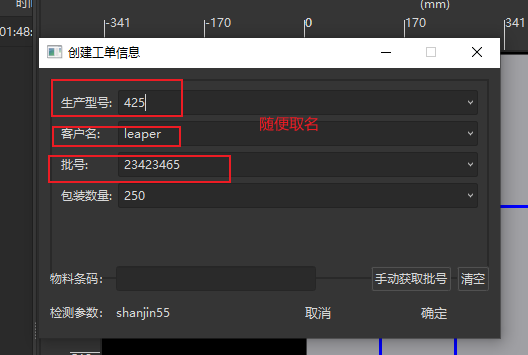 (mm)
-341 -170 0 170 341
01:48:
创建工单信息
生产型号: 425
随便取名
客户名: leaper
批号: 23423465
包装数量: 250
物料条码: 手动获取批号 清空
检测参数: shanjin55 取消 确定